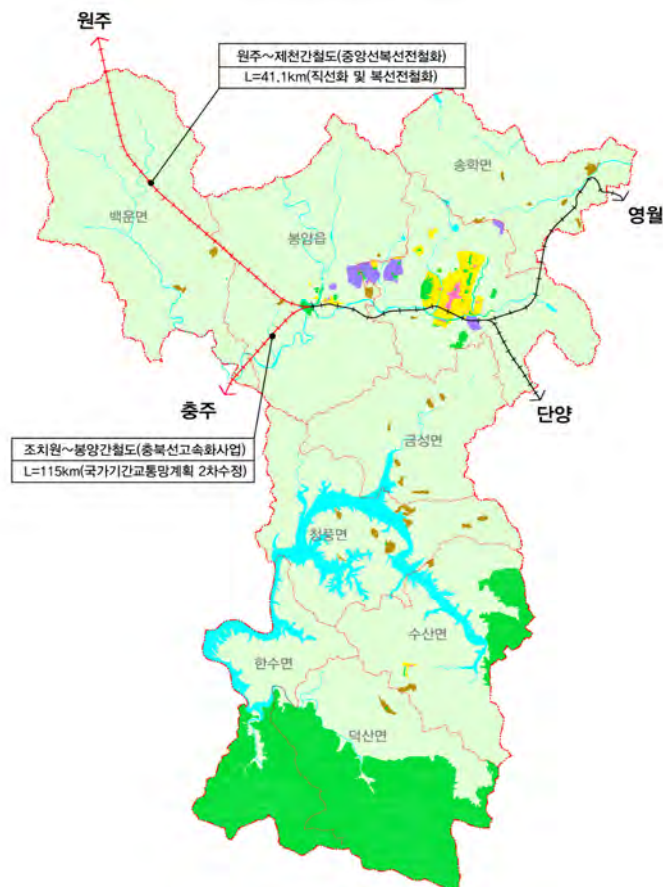 원주
원주~제천간철도(중앙선복선전철화)
L=41.1km(직선화 및 복선전철화)
송학면
영월
백운면
봉양읍
충주
단양
금성면
조치원~봉양간철도(충북선고속화사업)
L=115km(국가기간교통망계획 2차수정)
청풍면
수산면
한수면
덕산면